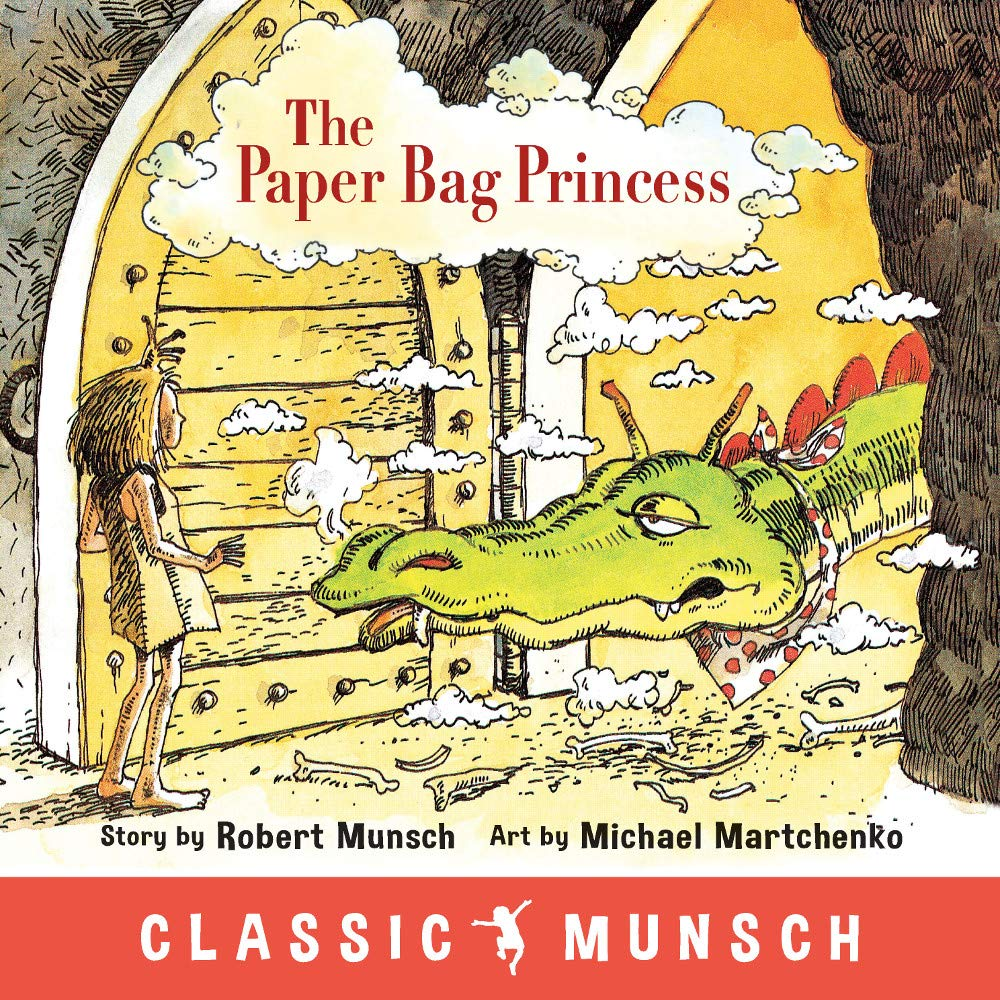 The
Paper Bag Princess
Story by Robert Munsch Art by Michael Martchenko
CLASSIC MUNSCH